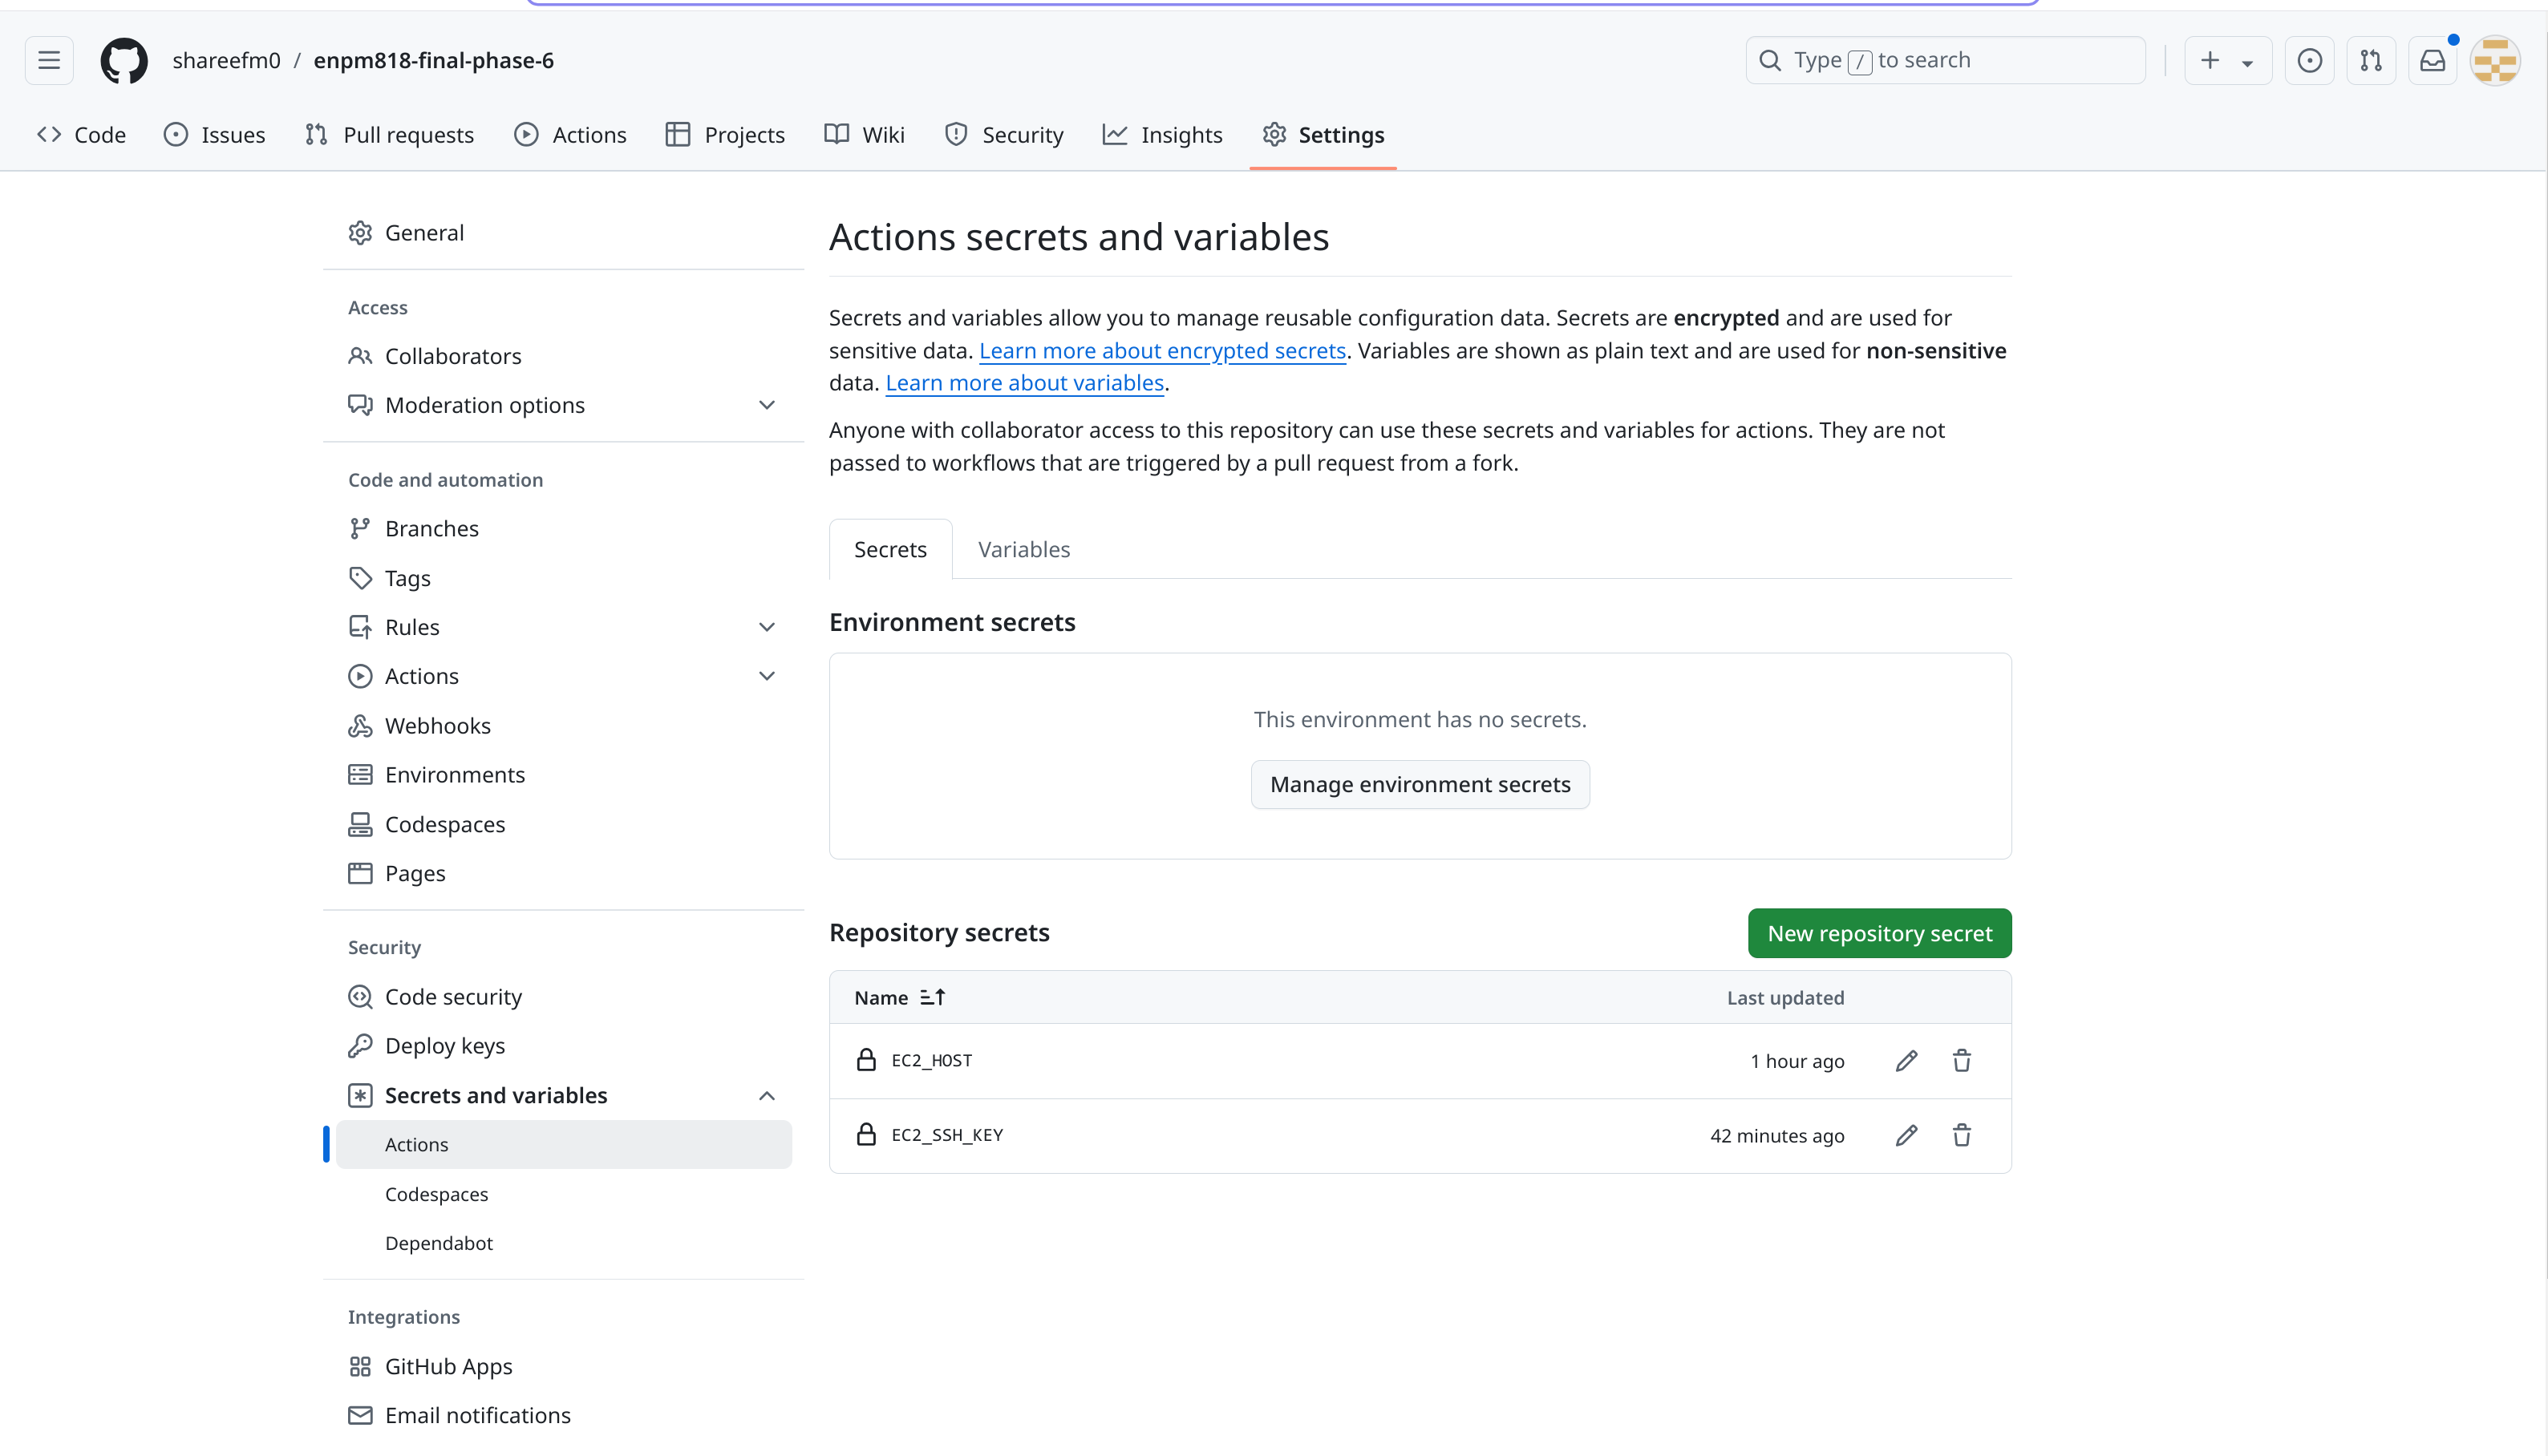 shareefm0 / enpm818-final-phase-6
Type / to search
Code
Issues
Pull requests
Actions
Projects
Wiki
Security
Insights
Settings
General
Access
Collaborators
Moderation options
Code and automation
Branches
Tags
Rules
Actions
Webhooks
Environments
Codespaces
Pages
Security
Code security
Deploy keys
Secrets and variables
Actions
Codespaces
Dependabot
Integrations
GitHub Apps
Email notifications
Actions secrets and variables
Secrets and variables allow you to manage reusable configuration data. Secrets are encrypted and are used for
sensitive data. Learn more about encrypted secrets. Variables are shown as plain text and are used for non-sensitive
data. Learn more about variables.
Anyone with collaborator access to this repository can use these secrets and variables for actions. They are not
passed to workflows that are triggered by a pull request from a fork.
Secrets
Variables
Environment secrets
This environment has no secrets.
Manage environment secrets
Repository secrets
New repository secret
Name
Last updated
EC2_HOST
1 hour ago
EC2_SSH_KEY
42 minutes ago